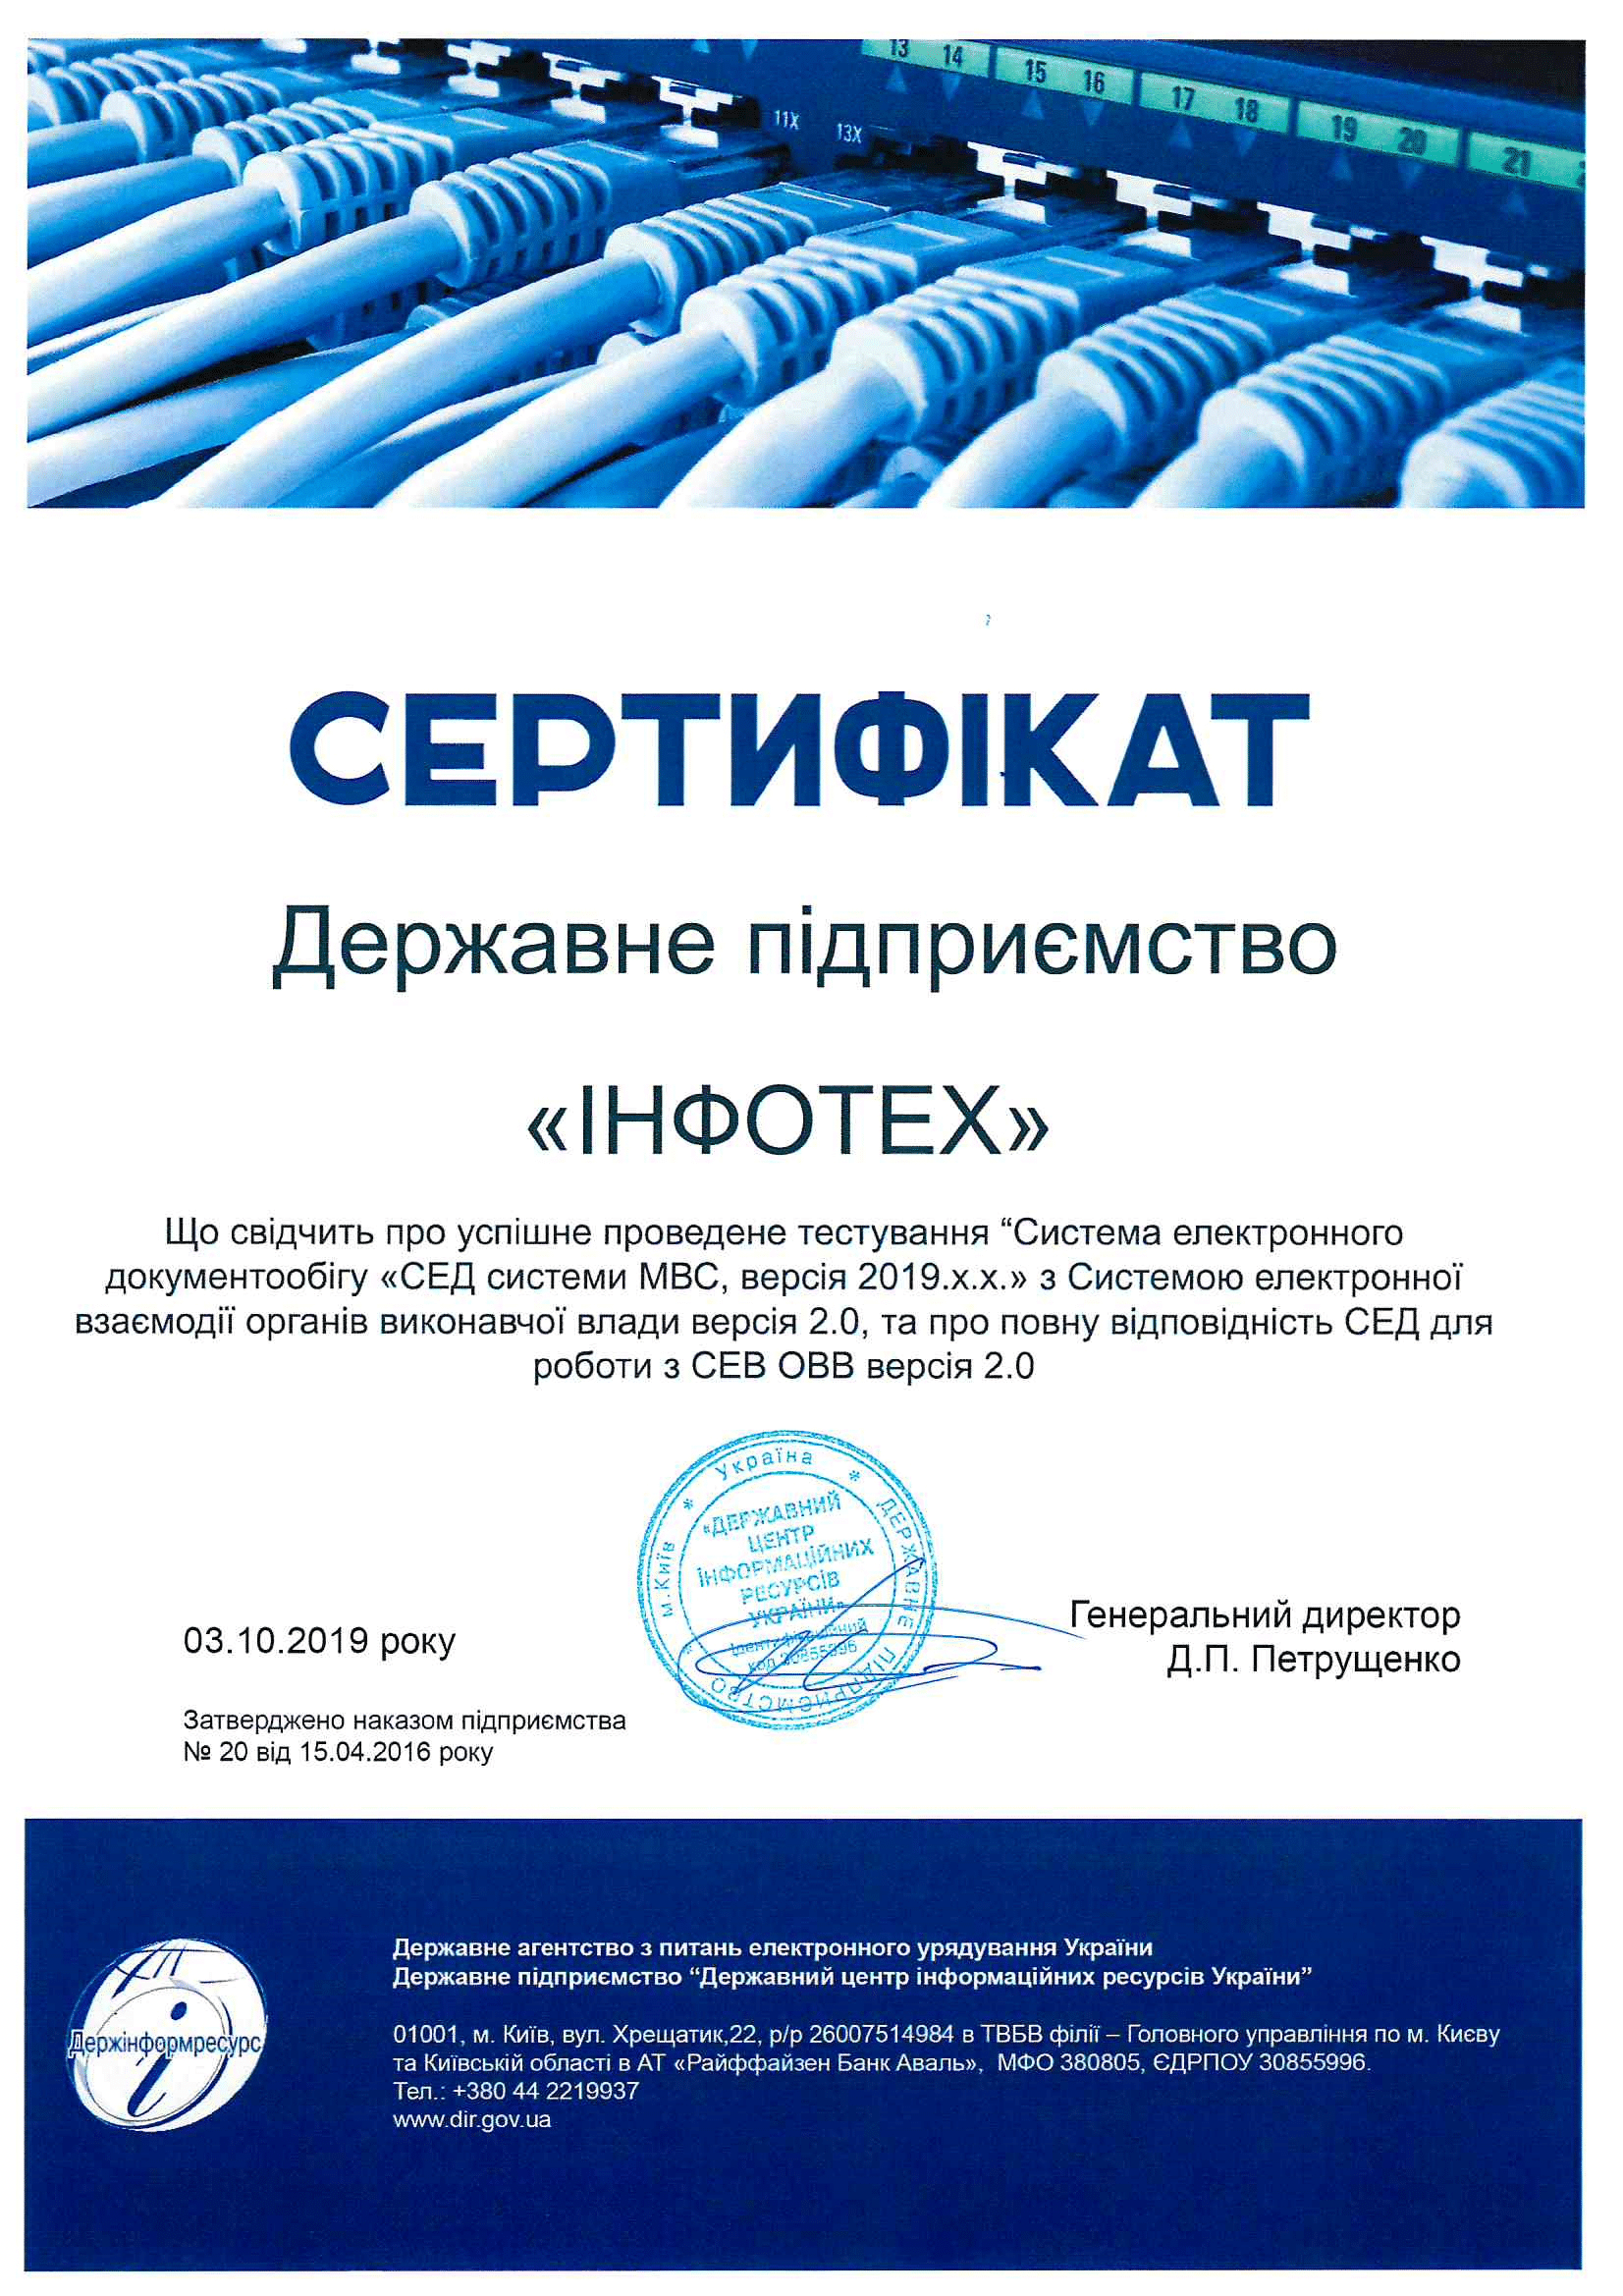 13 14 15 16 17 18 19 20 21
11X 13X
СЕРТИФІКАТ
Державне підприємство
«ІНФОТЕХ»
Що свідчить про успішне проведене тестування “Система електронного
документообігу «СЕД системи МВС, версія 2019.х.х.» з Системою електронної
взаємодії органів виконавчої влади версія 2.0, та про повну відповідність СЕД для
роботи з СЕВ ОВВ версія 2.0
* Україна * ДЕРЖАВНЕ ПІДПРИЄМСТВО * м.Київ
«ДЕРЖАВНИЙ
ЦЕНТР
ІНФОРМАЦІЙНИХ
РЕСУРСІВ
УКРАЇНИ»
Ідентифікаційний
код 30855996
Генеральний директор
Д.П. Петрущенко
03.10.2019 року
Затверджено наказом підприємства
№ 20 від 15.04.2016 року
Держінформресурс
Державне агентство з питань електронного урядування України
Державне підприємство “Державний центр інформаційних ресурсів України”
01001, м. Київ, вул. Хрещатик,22, р/р 26007514984 в ТВБВ філії – Головного управління по м. Києву
та Київській області в АТ «Райффайзен Банк Аваль», МФО 380805, ЄДРПОУ 30855996.
Тел.: +380 44 2219937
www.dir.gov.ua